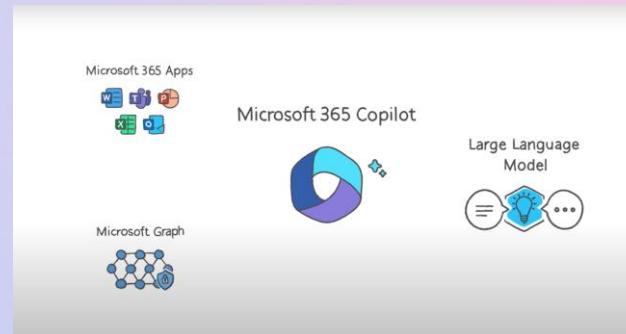 Microsoft 365 Apps
W
T
P
X
O
Microsoft 365 Copilot
Large Language
Model
Microsoft Graph